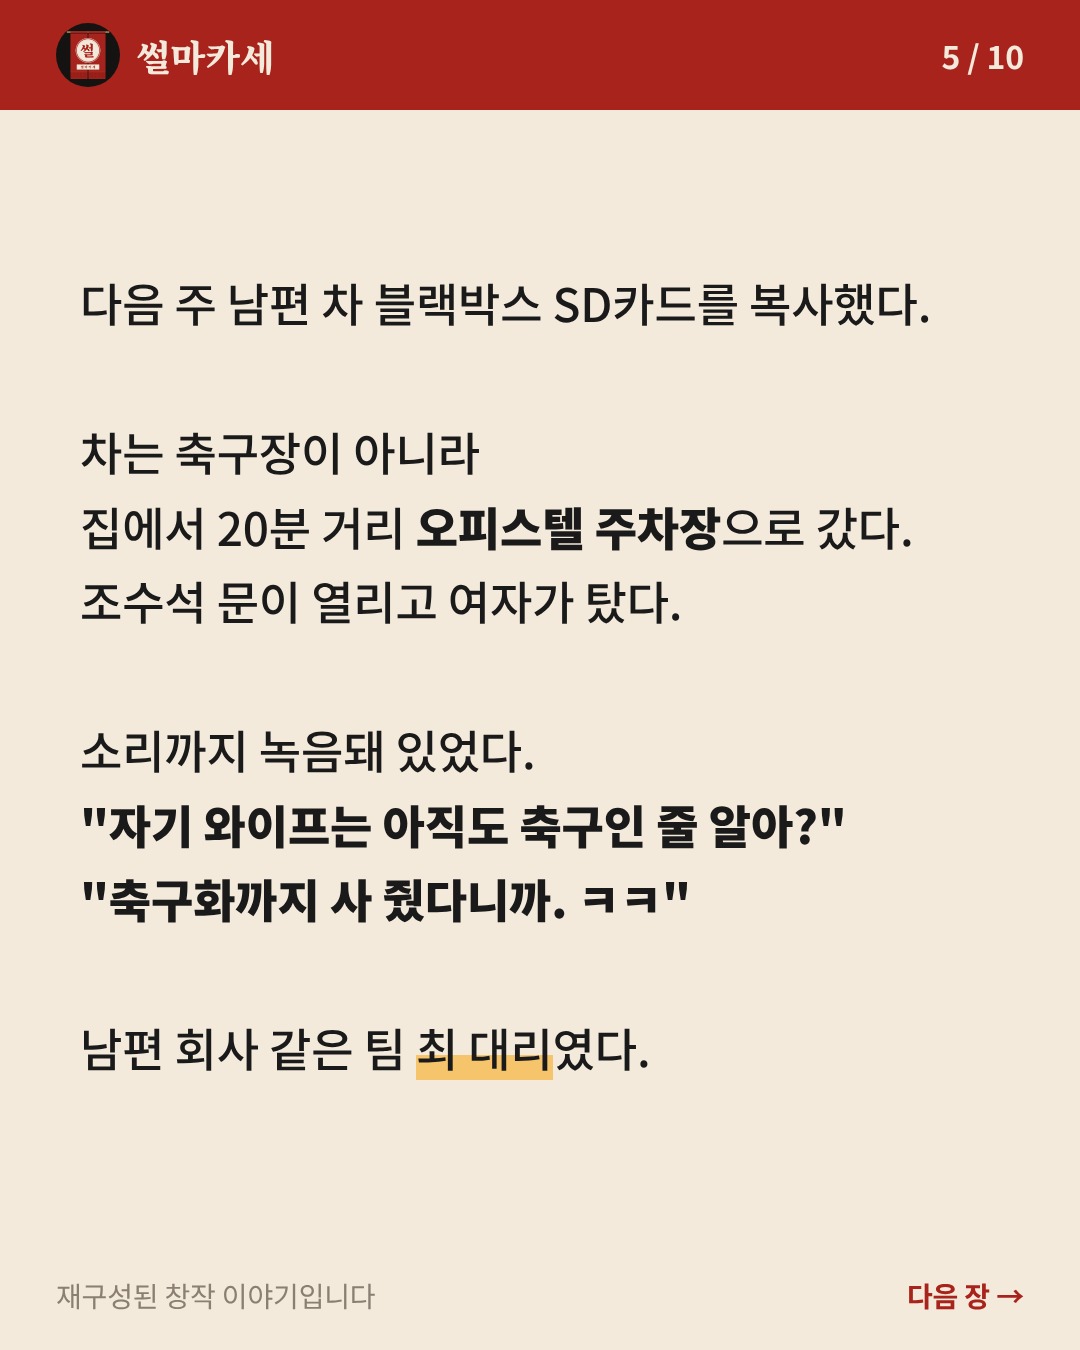 썰
썰마카세
5 / 10
다음 주 남편 차 블랙박스 SD카드를 복사했다.
차는 축구장이 아니라
집에서 20분 거리 오피스텔 주차장으로 갔다.
조수석 문이 열리고 여자가 탔다.
소리까지 녹음돼 있었다.
"자기 와이프는 아직도 축구인 줄 알아?"
"축구화까지 사 줬다니까. ㅋㅋ"
남편 회사 같은 팀 최 대리였다.
재구성된 창작 이야기입니다
다음 장 →